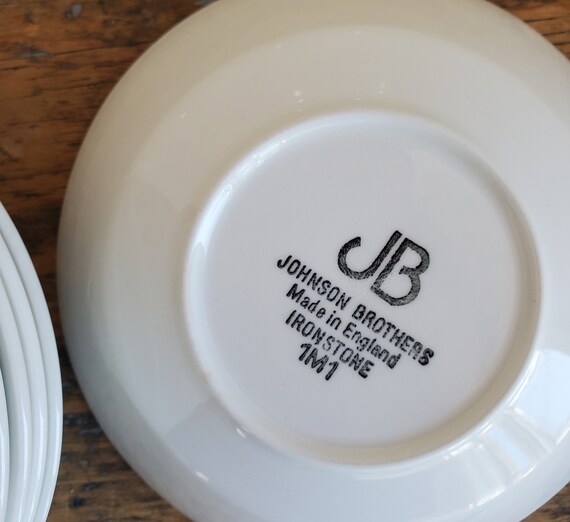 JB
JOHNSON BROTHERS
Made in England
IRONSTONE
1M1